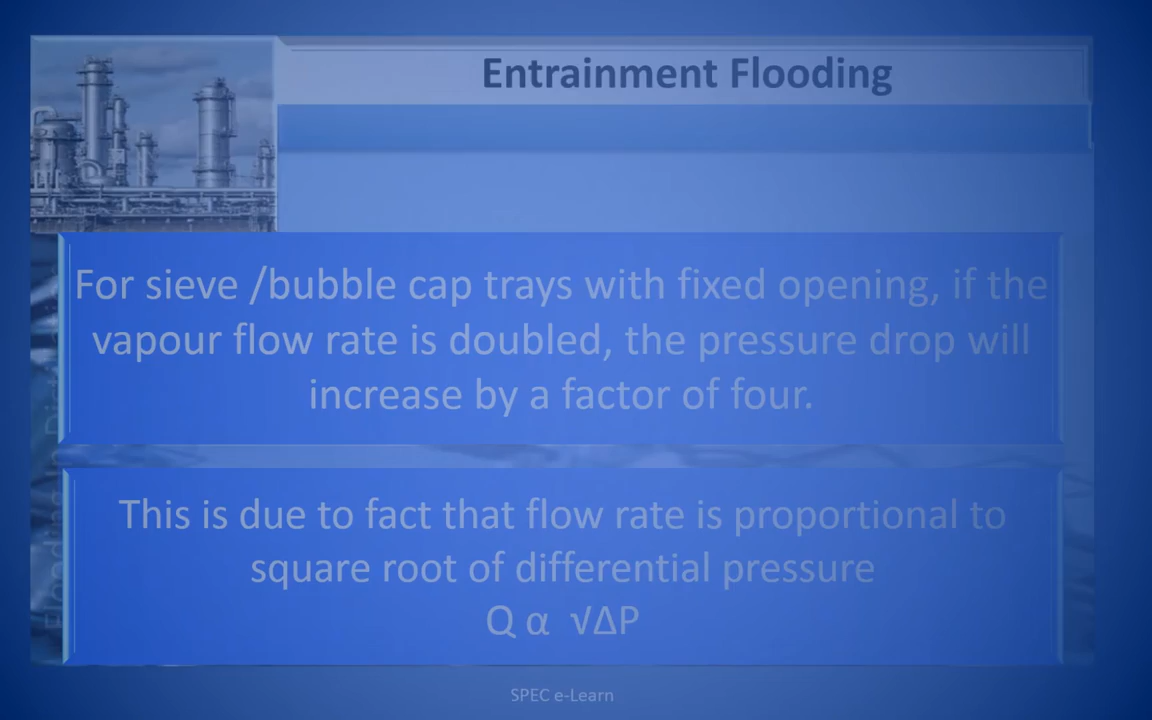 Entrainment Flooding
For sieve /bubble cap trays with fixed opening, if the
vapour flow rate is doubled, the pressure drop will
increase by a factor of four.
This is due to fact that flow rate is proportional to
square root of differential pressure
Q α √∆P
SPEC e-Learn